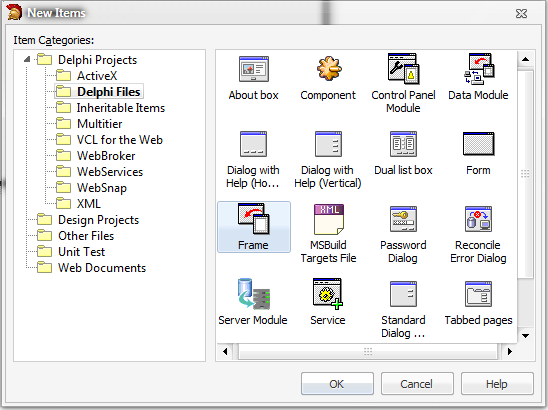 New Items
Item Categories:
Delphi Projects
ActiveX
Delphi Files
Inheritable Items
Multitier
VCL for the Web
WebBroker
WebServices
WebSnap
XML
Design Projects
Other Files
Unit Test
Web Documents
About box
Component
Control Panel
Module
Data Module
Dialog with
Help (Ho...
Dialog with
Help (Vertical)
Dual list box
Form
Frame
XML
MSBuild
Targets File
Password
Dialog
Reconcile
Error Dialog
Server Module
Service
Standard
Dialog ...
Tabbed pages
OK
Cancel
Help